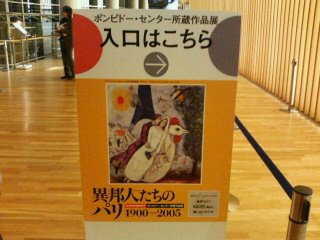 ポンピドー・センター所蔵作品展
入口はこちら
異邦人たちの
パリ
1900―2005